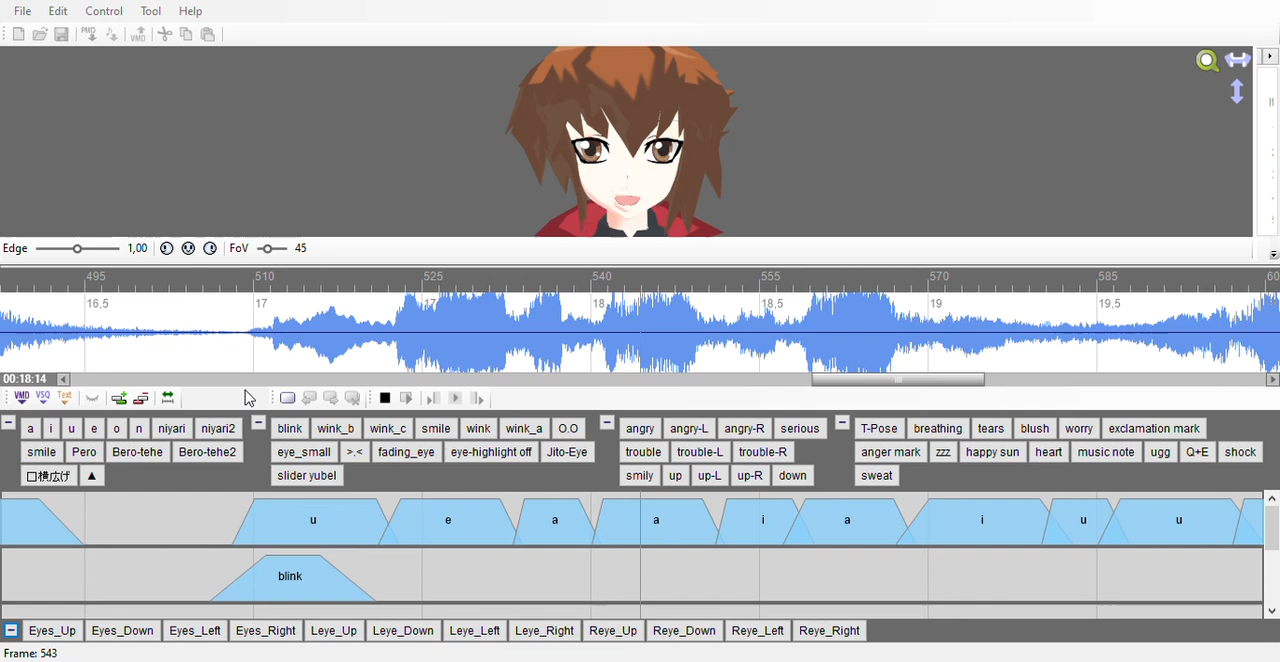 File Edit Control Tool Help
PMD VMD
Edge 1,00 FoV 45
495 510 525 540 555 570 585 60
16,5 17 17 18 18,5 19 19,5
00:18:14
VMD VSQ Text
a i u e o n niyari niyari2 blink wink_b wink_c smile wink wink_a O.O angry angry-L angry-R serious T-Pose breathing tears blush worry exclamation mark
smile Pero Bero-tehe Bero-tehe2 eye_small >.< fading_eye eye-highlight off Jito-Eye trouble trouble-L trouble-R anger mark zzz happy sun heart music note ugg Q+E shock
口横広げ ▲ slider yubel smily up up-L up-R down sweat
u e a a i a i u u
blink
Eyes_Up Eyes_Down Eyes_Left Eyes_Right Leye_Up Leye_Down Leye_Left Leye_Right Reye_Up Reye_Down Reye_Left Reye_Right
Frame: 543